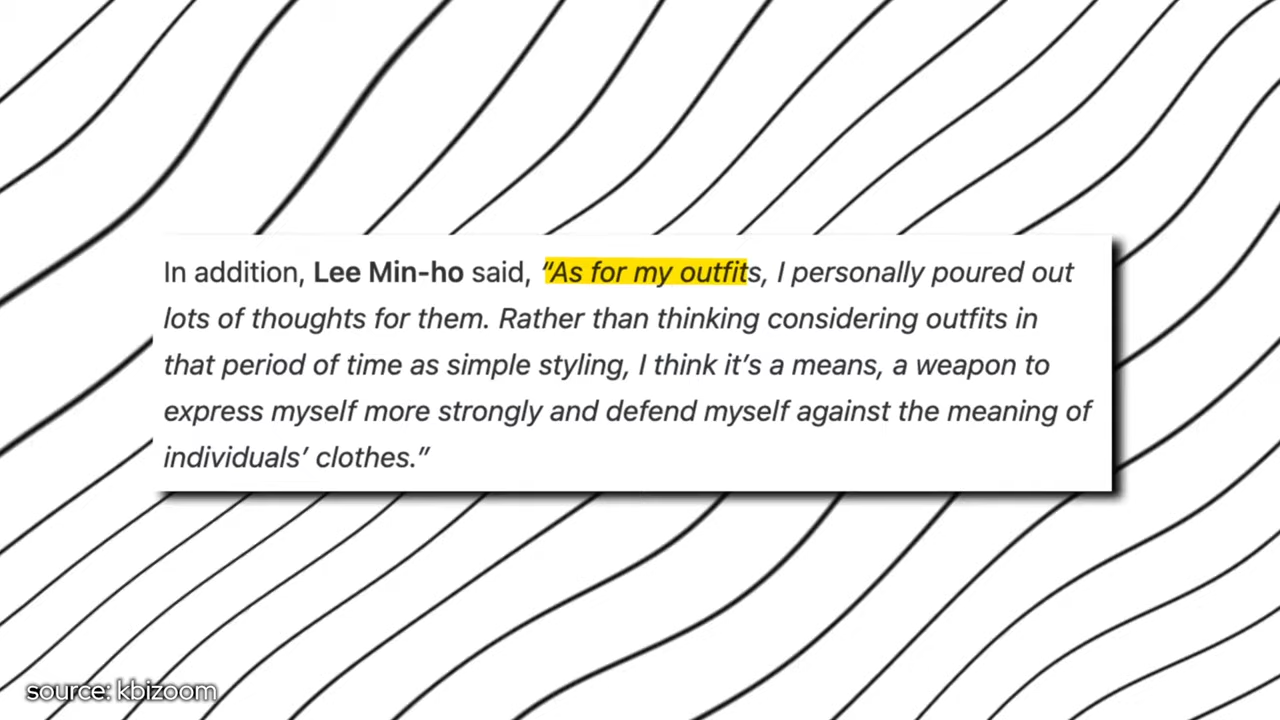 In addition, Lee Min-ho said, “As for my outfits, I personally poured out
lots of thoughts for them. Rather than thinking considering outfits in
that period of time as simple styling, I think it’s a means, a weapon to
express myself more strongly and defend myself against the meaning of
individuals’ clothes.”
source: kbizoom